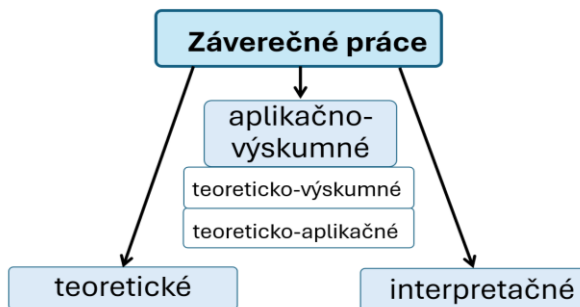 Záverečné práce
aplikačno-
výskumné
teoreticko-výskumné
teoreticko-aplikačné
teoretické
interpretačné